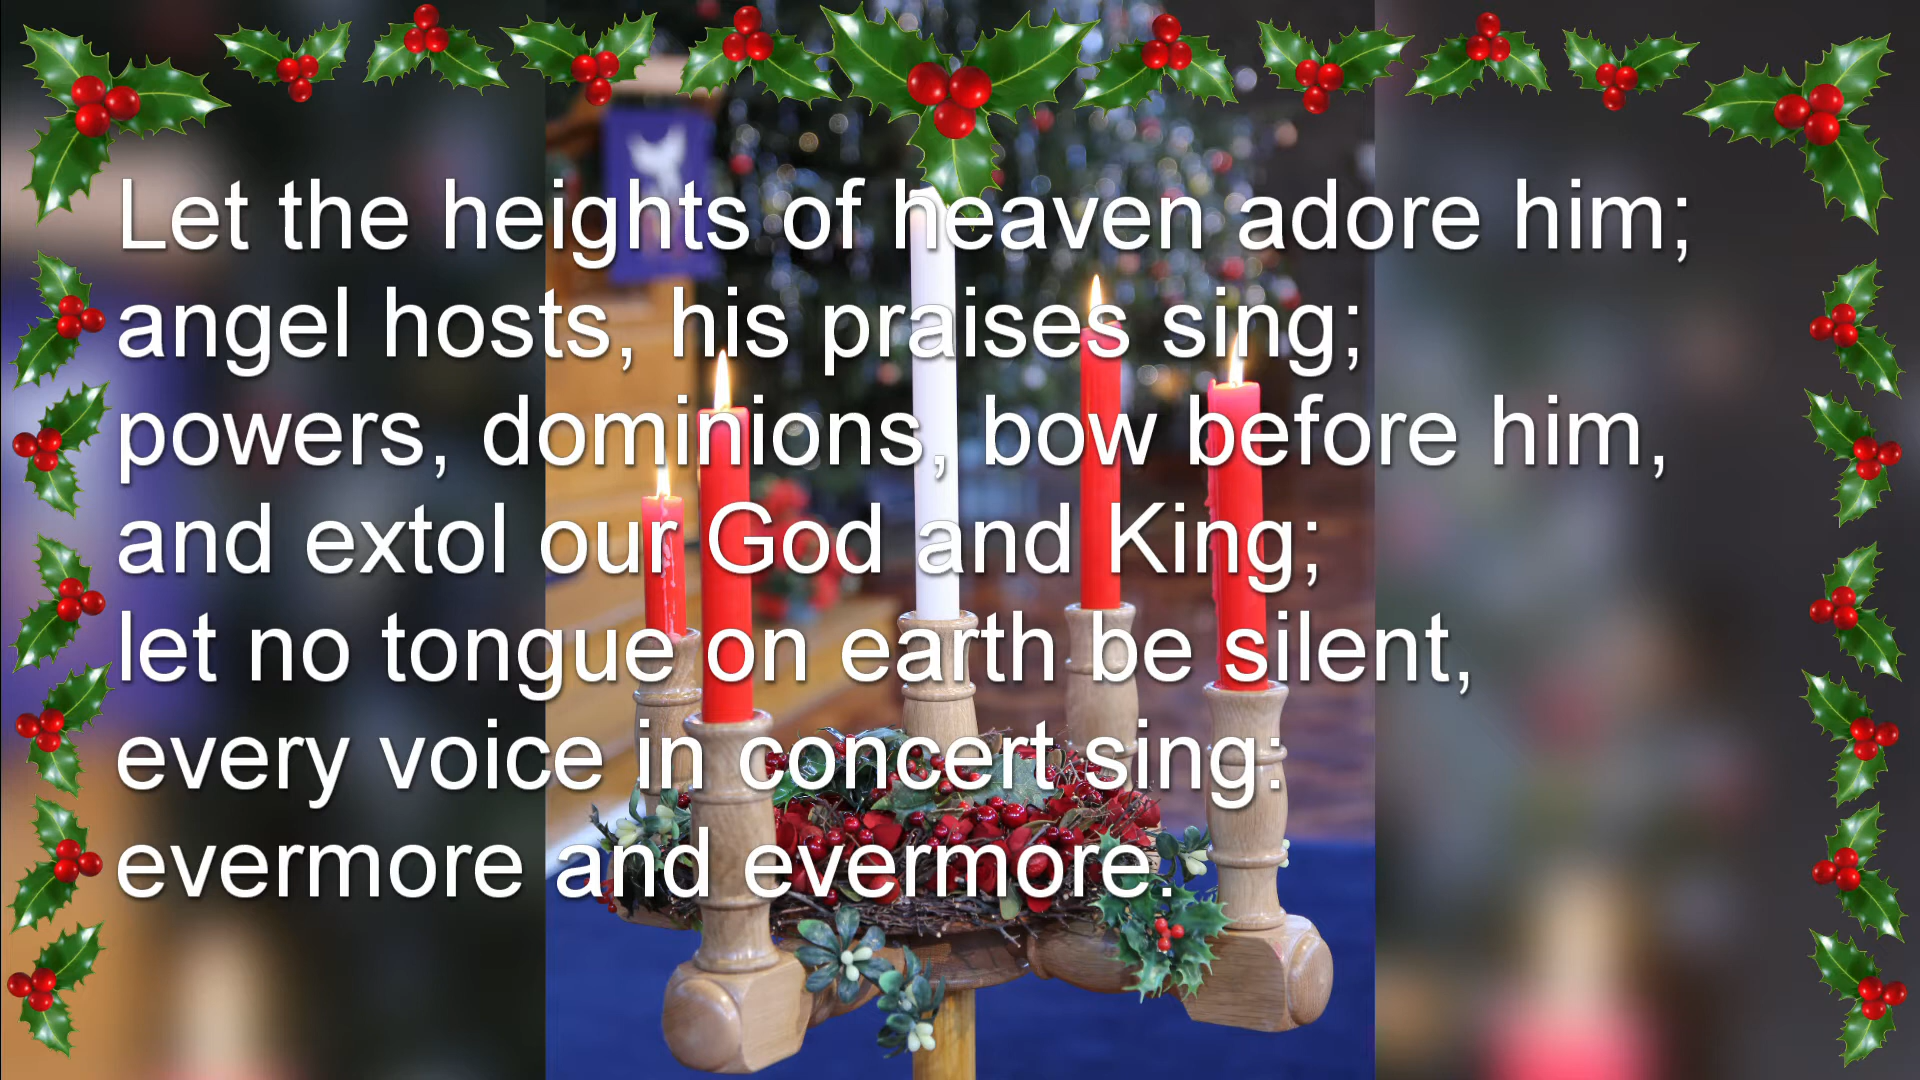 Let the heights of heaven adore him;
angel hosts, his praises sing;
powers, dominions, bow before him,
and extol our God and King;
let no tongue on earth be silent,
every voice in concert sing:
evermore and evermore.